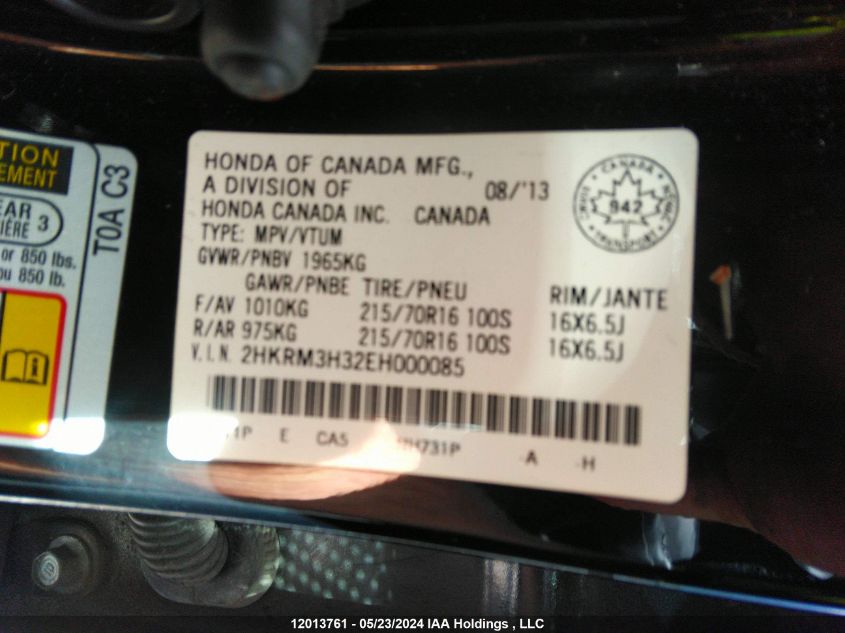 TION
EMENT
EAR
IÈRE 3
or 850 lbs.
ou 850 lb.
T0A C3
HONDA OF CANADA MFG.,
A DIVISION OF 08/'13
HONDA CANADA INC. CANADA
TYPE: MPV/VTUM
GVWR/PNBV 1965KG
GAWR/PNBE TIRE/PNEU RIM/JANTE
F/AV 1010KG 215/70R16 100S 16X6.5J
R/AR 975KG 215/70R16 100S 16X6.5J
V.I.N. 2HKRM3H32EH000085
1P E CA5 H731P -A -H
CANADA
942
TRANSPORT
12013761 - 05/23/2024 IAA Holdings , LLC